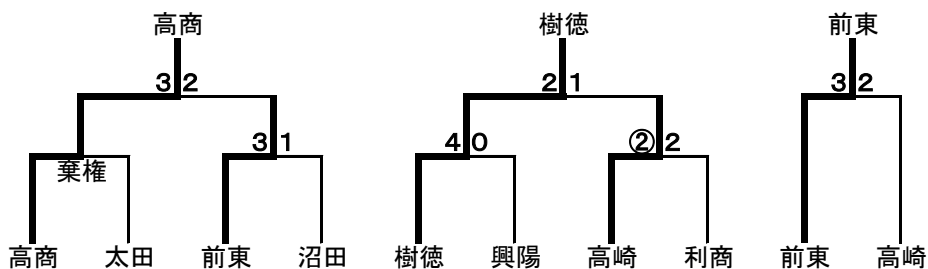 高商 樹徳 前東
3 2 2 1 3 2
3 1 4 0 ② 2
棄権
高商 太田 前東 沼田 樹徳 興陽 高崎 利商 前東 高崎